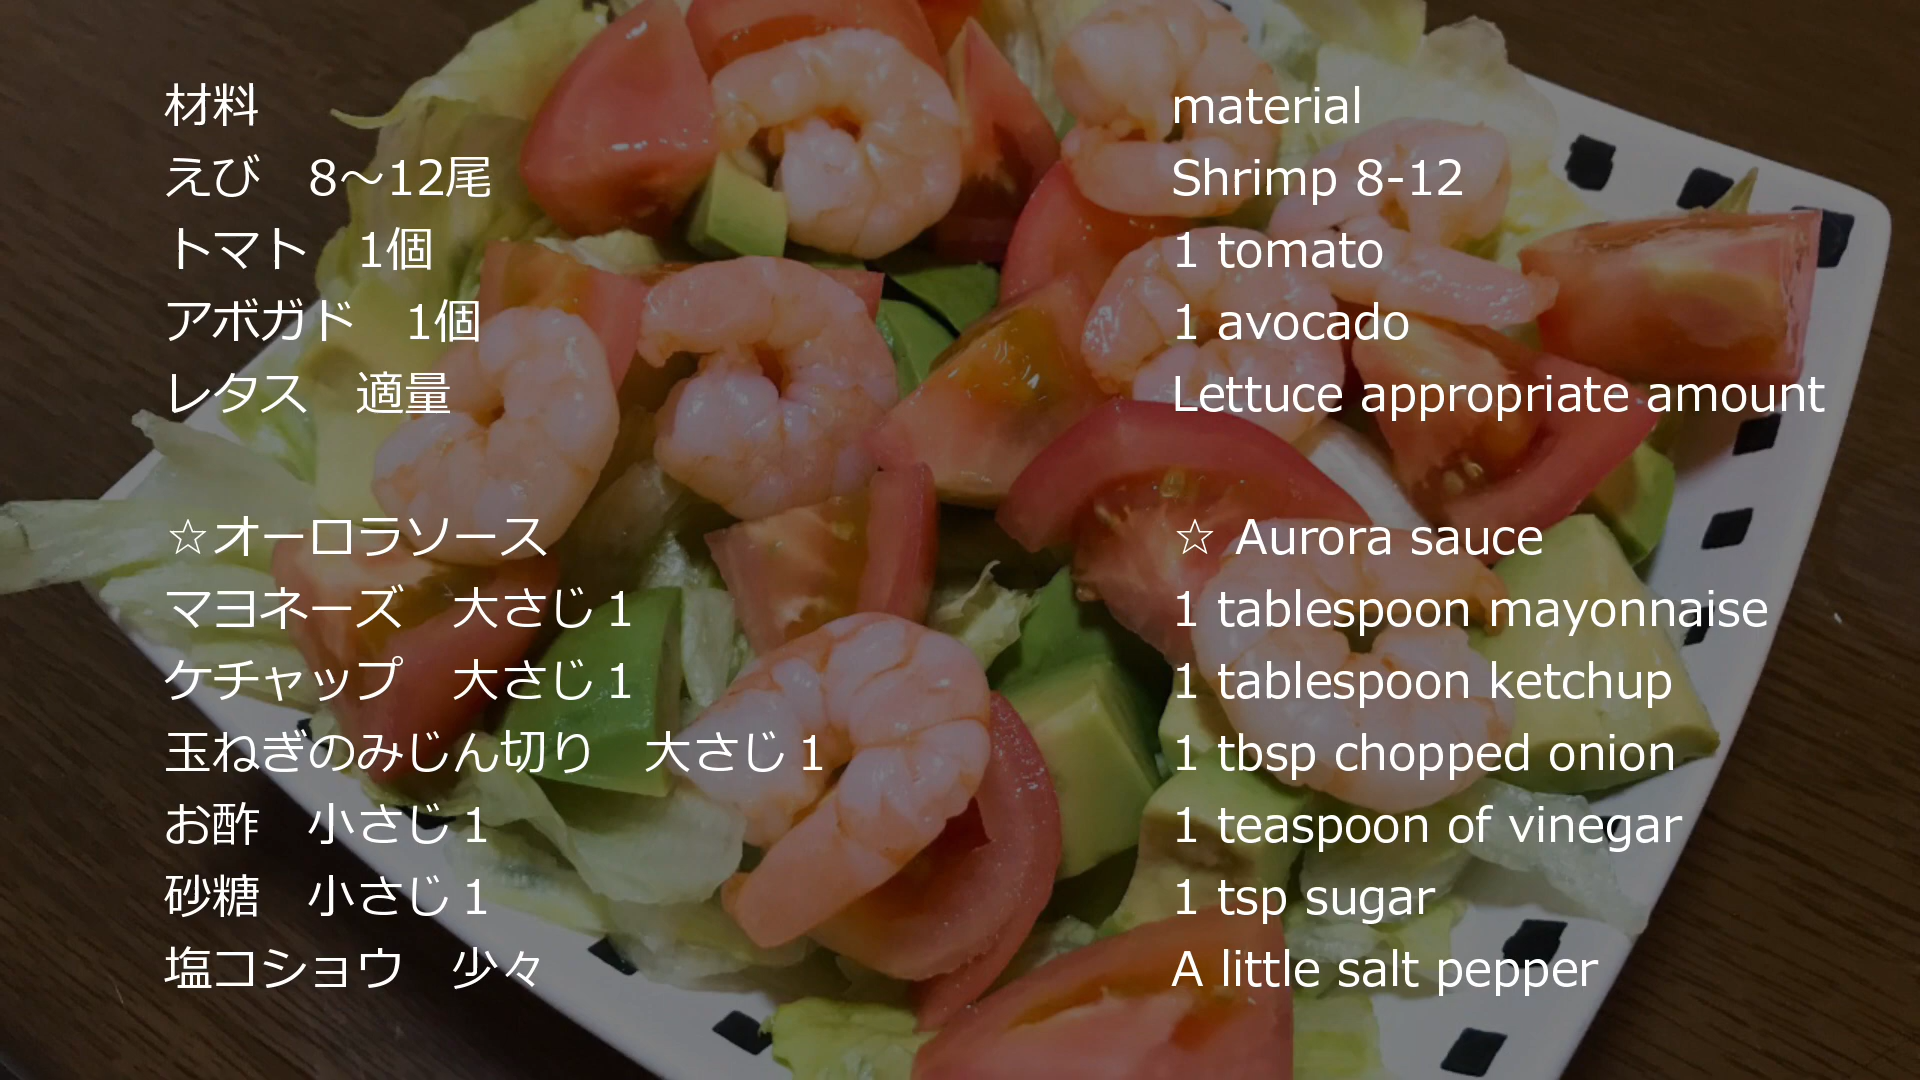 材料
えび　8～12尾
トマト　1個
アボガド　1個
レタス　適量
☆オーロラソース
マヨネーズ　大さじ１
ケチャップ　大さじ１
玉ねぎのみじん切り　大さじ１
お酢　小さじ１
砂糖　小さじ１
塩コショウ　少々
material
Shrimp 8-12
1 tomato
1 avocado
Lettuce appropriate amount
☆ Aurora sauce
1 tablespoon mayonnaise
1 tablespoon ketchup
1 tbsp chopped onion
1 teaspoon of vinegar
1 tsp sugar
A little salt pepper